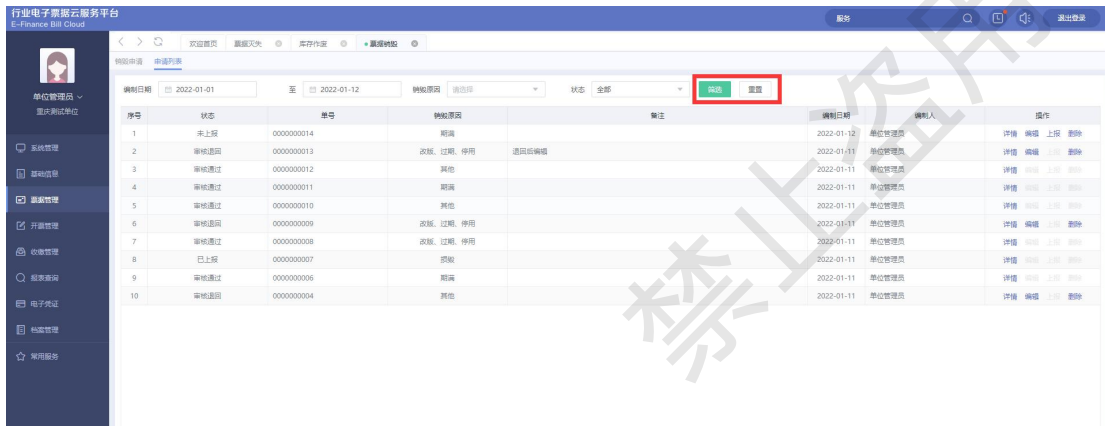 行业电子票据云服务平台
E-Finance Bill Cloud
服务
退出登录
欢迎首页 票据灭失 库存作废 票据销毁
销毁申请 申请列表
单位管理员
重庆测试单位
系统管理
基础信息
票据管理
开票管理
收缴管理
报表查询
电子凭证
档案管理
常用服务
编制日期 2022-01-01 至 2022-01-12 销毁原因 请选择 状态 全部 筛选 重置
序号 状态 单号 销毁原因 备注 编制日期 编制人 操作
1 未上报 0000000014 期满 2022-01-12 单位管理员 详情 编辑 上报 删除
2 审核退回 0000000013 改版、过期、停用 退回后编辑 2022-01-11 单位管理员 详情 编辑 上报 删除
3 审核通过 0000000012 其他 2022-01-11 单位管理员 详情 编辑 上报 删除
4 审核通过 0000000011 期满 2022-01-11 单位管理员 详情 编辑 上报 删除
5 审核通过 0000000010 其他 2022-01-11 单位管理员 详情 编辑 上报 删除
6 审核退回 0000000009 改版、过期、停用 2022-01-11 单位管理员 详情 编辑 上报 删除
7 审核通过 0000000008 改版、过期、停用 2022-01-11 单位管理员 详情 编辑 上报 删除
8 已上报 0000000007 损毁 2022-01-11 单位管理员 详情 编辑 上报 删除
9 审核通过 0000000006 期满 2022-01-11 单位管理员 详情 编辑 上报 删除
10 审核退回 0000000004 其他 2022-01-11 单位管理员 详情 编辑 上报 删除
禁止盗用